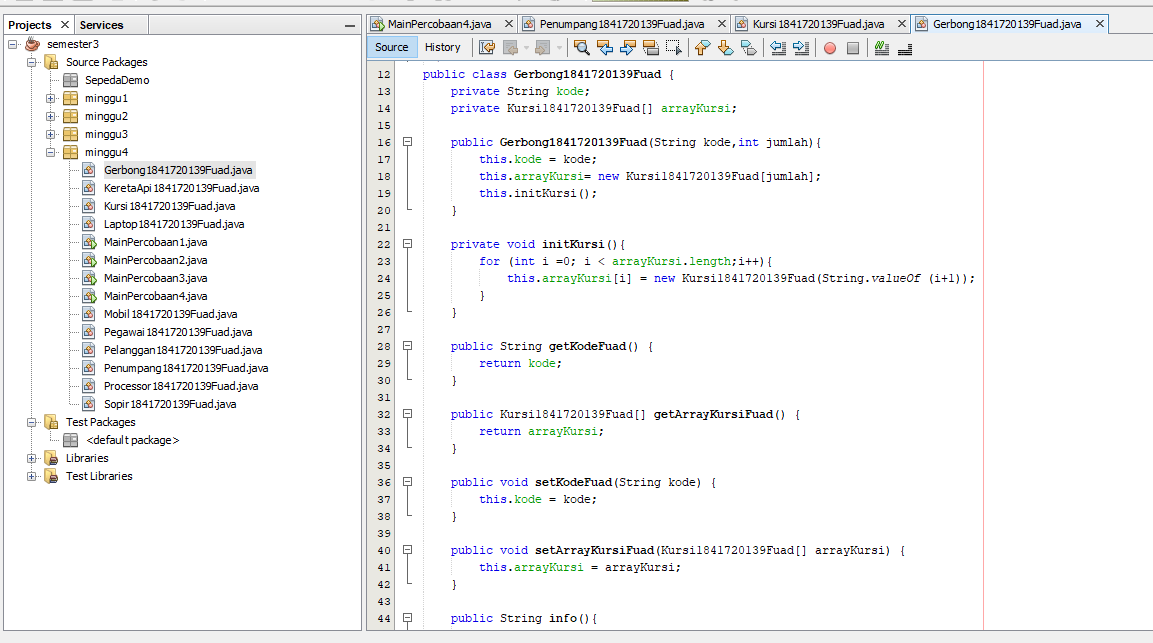 Projects
Services
semester3
Source Packages
SepedaDemo
minggu1
minggu2
minggu3
minggu4
Gerbong1841720139Fuad.java
KeretaApi1841720139Fuad.java
Kursi1841720139Fuad.java
Laptop1841720139Fuad.java
MainPercobaan1.java
MainPercobaan2.java
MainPercobaan3.java
MainPercobaan4.java
Mobil1841720139Fuad.java
Pegawai1841720139Fuad.java
Pelanggan1841720139Fuad.java
Penumpang1841720139Fuad.java
Processor1841720139Fuad.java
Sopir1841720139Fuad.java
Test Packages
<default package>
Libraries
Test Libraries
MainPercobaan4.java
Penumpang1841720139Fuad.java
Kursi1841720139Fuad.java
Gerbong1841720139Fuad.java
Source History
12 public class Gerbong1841720139Fuad {
13 private String kode;
14 private Kursi1841720139Fuad[] arrayKursi;
15
16 public Gerbong1841720139Fuad(String kode,int jumlah){
17 this.kode = kode;
18 this.arrayKursi= new Kursi1841720139Fuad[jumlah];
19 this.initKursi();
20 }
21
22 private void initKursi(){
23 for (int i =0; i < arrayKursi.length;i++){
24 this.arrayKursi[i] = new Kursi1841720139Fuad(String.valueOf (i+1));
25 }
26 }
27
28 public String getKodeFuad() {
29 return kode;
30 }
31
32 public Kursi1841720139Fuad[] getArrayKursiFuad() {
33 return arrayKursi;
34 }
35
36 public void setKodeFuad(String kode) {
37 this.kode = kode;
38 }
39
40 public void setArrayKursiFuad(Kursi1841720139Fuad[] arrayKursi) {
41 this.arrayKursi = arrayKursi;
42 }
43
44 public String info(){